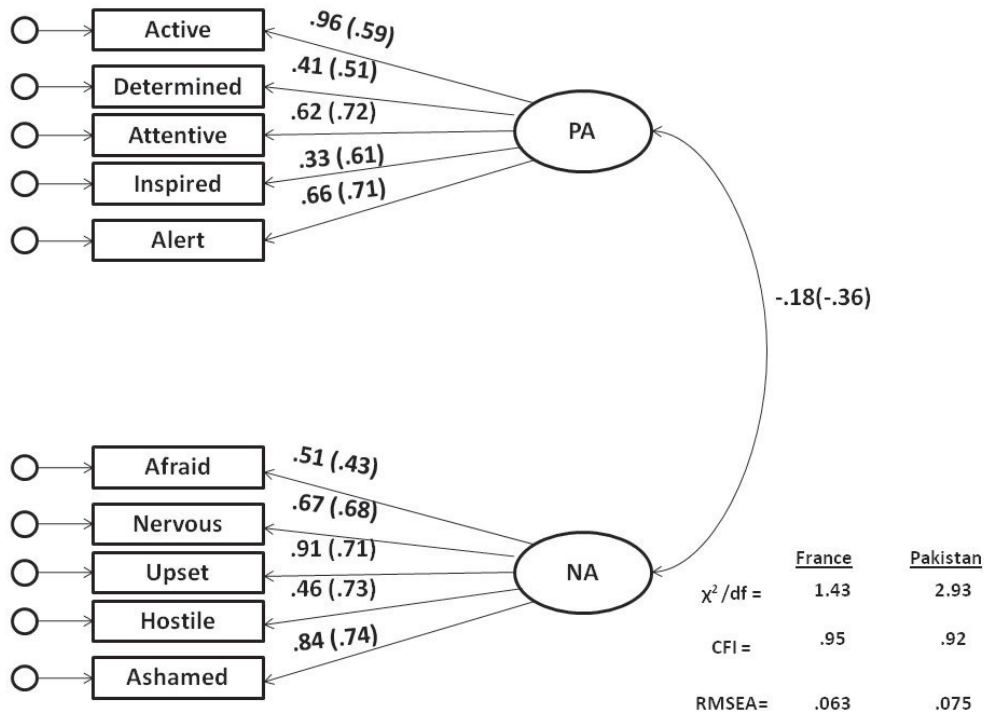 Active
.96 (.59)
Determined
.41 (.51)
Attentive
.62 (.72)
Inspired
.33 (.61)
Alert
.66 (.71)
PA
-.18(-.36)
Afraid
.51 (.43)
Nervous
.67 (.68)
Upset
.91 (.71)
Hostile
.46 (.73)
Ashamed
.84 (.74)
NA
France Pakistan
χ² /df = 1.43 2.93
CFI = .95 .92
RMSEA= .063 .075